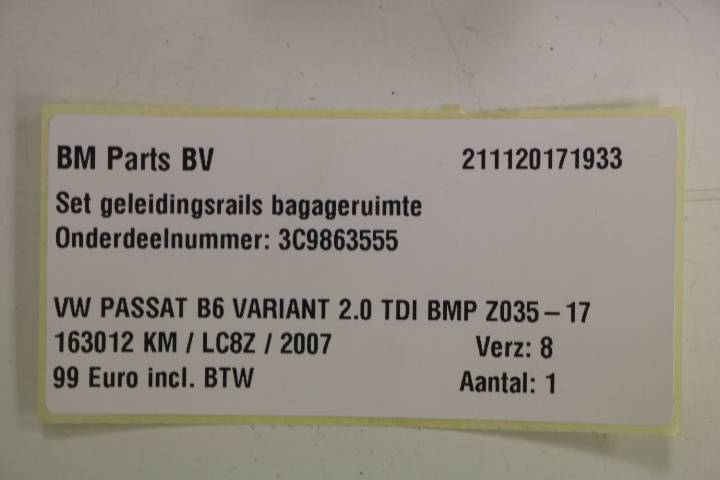 BM Parts BV 211120171933
Set geleidingsrails bagageruimte
Onderdeelnummer: 3C9863555
VW PASSAT B6 VARIANT 2.0 TDI BMP Z035-17
163012 KM / LC8Z / 2007 Verz: 8
99 Euro incl. BTW Aantal: 1